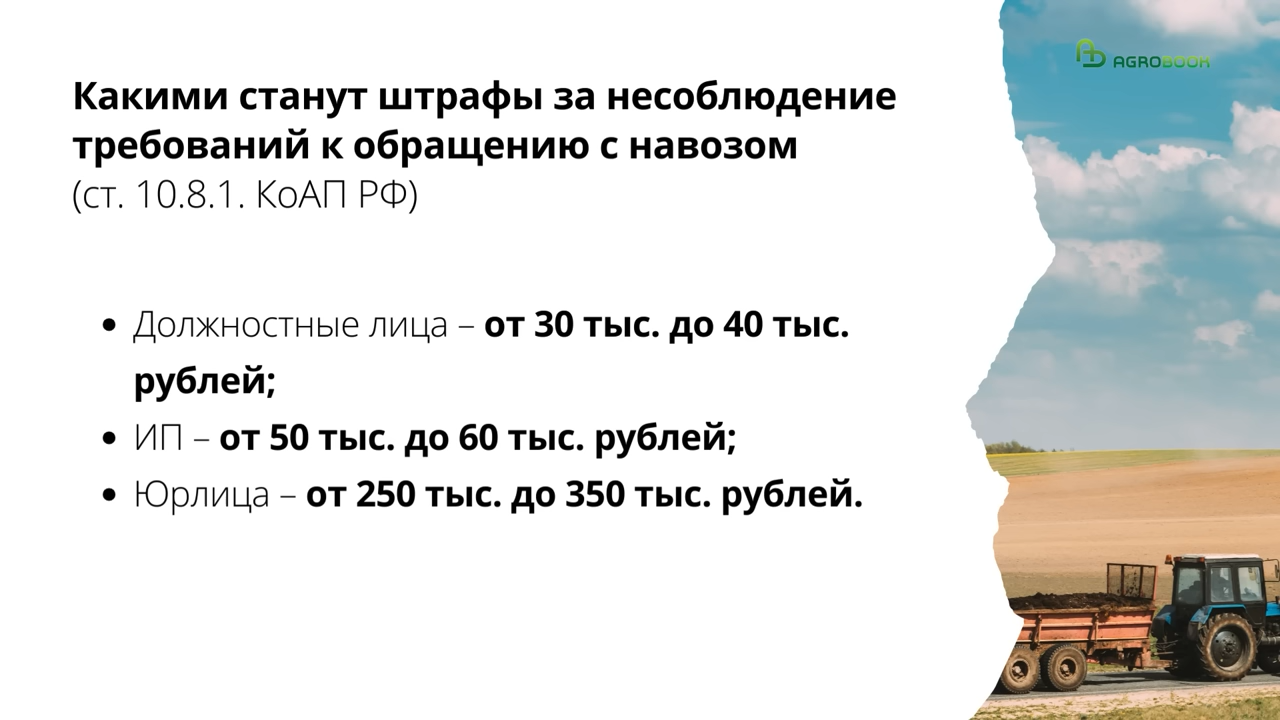 AGROBOOK
Какими станут штрафы за несоблюдение
требований к обращению с навозом
(ст. 10.8.1. КоАП РФ)
• Должностные лица – от 30 тыс. до 40 тыс.
рублей;
• ИП – от 50 тыс. до 60 тыс. рублей;
• Юрлица – от 250 тыс. до 350 тыс. рублей.